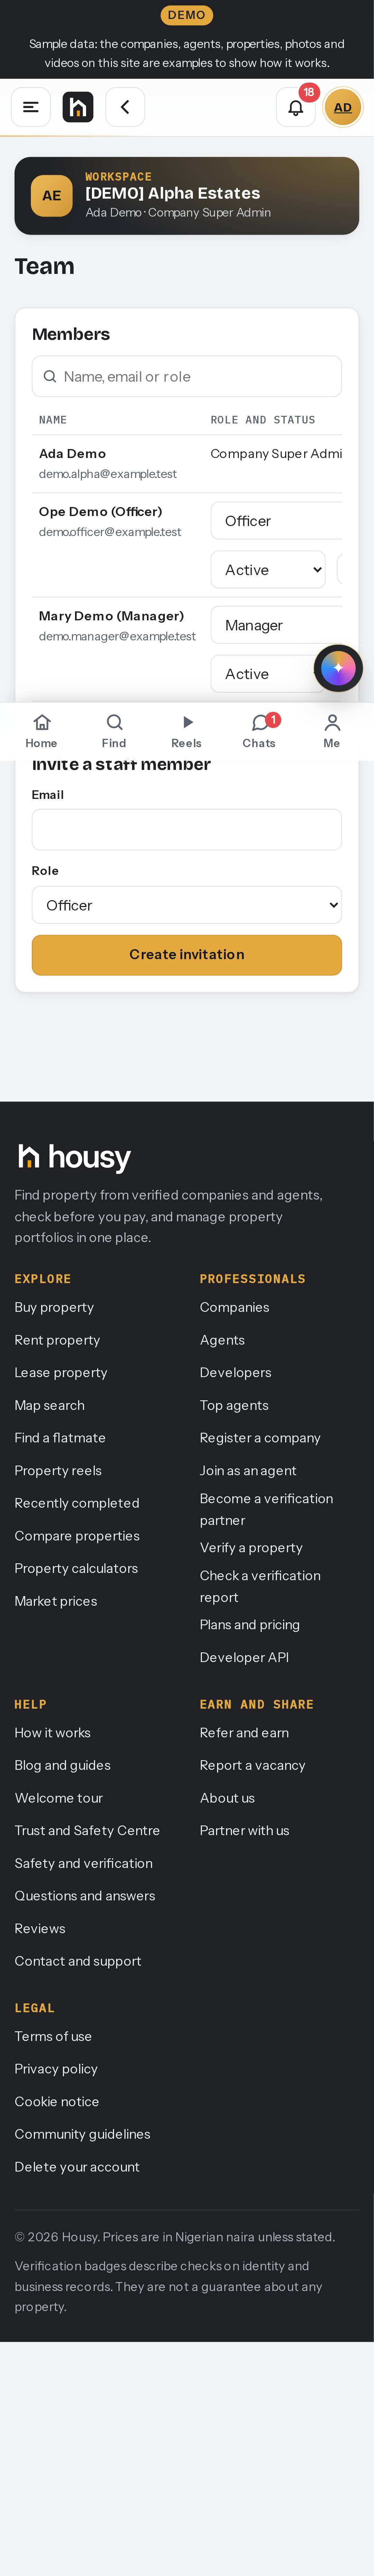 DEMO
Sample data: the companies, agents, properties, photos and
videos on this site are examples to show how it works.
18
AD
AE
WORKSPACE
[DEMO] Alpha Estates
Ada Demo · Company Super Admin
Team
Members
Name, email or role
NAME ROLE AND STATUS
Ada Demo Company Super Admi
demo.alpha@example.test
Ope Demo (Officer) Officer
demo.officer@example.test
Active
Mary Demo (Manager) Manager
demo.manager@example.test
Active
1
Home Find Reels Chats Me
Invite a staff member
Email
Role
Officer
Create invitation
housy
Find property from verified companies and agents,
check before you pay, and manage property
portfolios in one place.
EXPLORE
Buy property
Rent property
Lease property
Map search
Find a flatmate
Property reels
Recently completed
Compare properties
Property calculators
Market prices
PROFESSIONALS
Companies
Agents
Developers
Top agents
Register a company
Join as an agent
Become a verification
partner
Verify a property
Check a verification
report
Plans and pricing
Developer API
HELP
How it works
Blog and guides
Welcome tour
Trust and Safety Centre
Safety and verification
Questions and answers
Reviews
Contact and support
EARN AND SHARE
Refer and earn
Report a vacancy
About us
Partner with us
LEGAL
Terms of use
Privacy policy
Cookie notice
Community guidelines
Delete your account
© 2026 Housy. Prices are in Nigerian naira unless stated.
Verification badges describe checks on identity and
business records. They are not a guarantee about any
property.